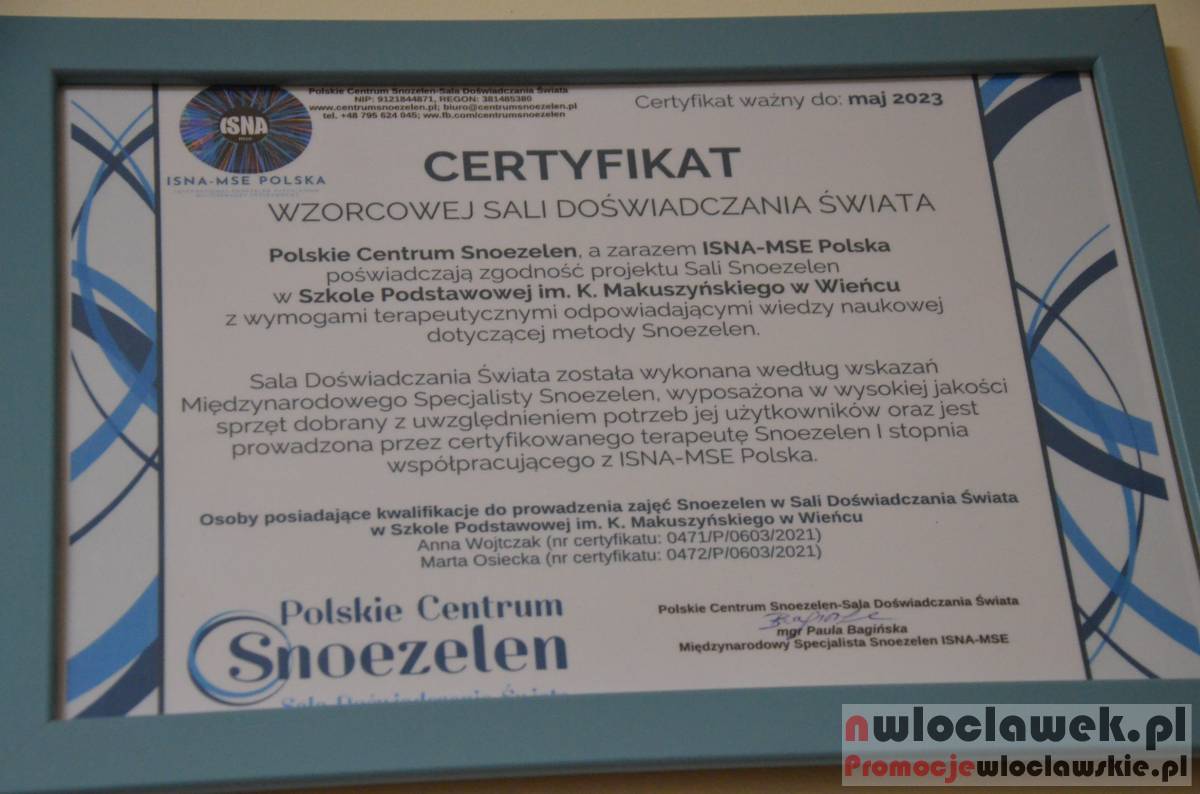 Polskie Centrum Snozelen-Sala Doświadczania Świata
NIP: 9121844871, REGON: 381485380
www.centrumsnoezelen.pl; biuro@centrumsnoezelen.pl
tel. +48 795 624 045; ww.fb.com/centrumsnoezelen
Certyfikat ważny do: maj 2023
ISNA
MSE
ISNA-MSE POLSKA
CERTYFIKAT
WZORCOWEJ SALI DOŚWIADCZANIA ŚWIATA
Polskie Centrum Snoezelen, a zarazem ISNA-MSE Polska
poświadczają zgodność projektu Sali Snoezelen
w Szkole Podstawowej im. K. Makuszyńskiego w Wieńcu
z wymogami terapeutycznymi odpowiadającymi wiedzy naukowej
dotyczącej metody Snoezelen.
Sala Doświadczania Świata została wykonana według wskazań
Międzynarodowego Specjalisty Snoezelen, wyposażona w wysokiej jakości
sprzęt dobrany z uwzględnieniem potrzeb jej użytkowników oraz jest
prowadzona przez certyfikowanego terapeutę Snoezelen I stopnia
współpracującego z ISNA-MSE Polska.
Osoby posiadające kwalifikacje do prowadzenia zajęć Snoezelen w Sali Doświadczania Świata
w Szkole Podstawowej im. K. Makuszyńskiego w Wieńcu
Anna Wojtczak (nr certyfikatu: 0471/P/0603/2021)
Marta Osiecka (nr certyfikatu: 0472/P/0603/2021)
Polskie Centrum
Snoezelen
Sala Doświadczania Świata
Polskie Centrum Snoezelen-Sala Doświadczania Świata
mgr Paula Bagińska
Międzynarodowy Specjalista Snoezelen ISNA-MSE
nwloclawek.pl
Promocjewloclawskie.pl